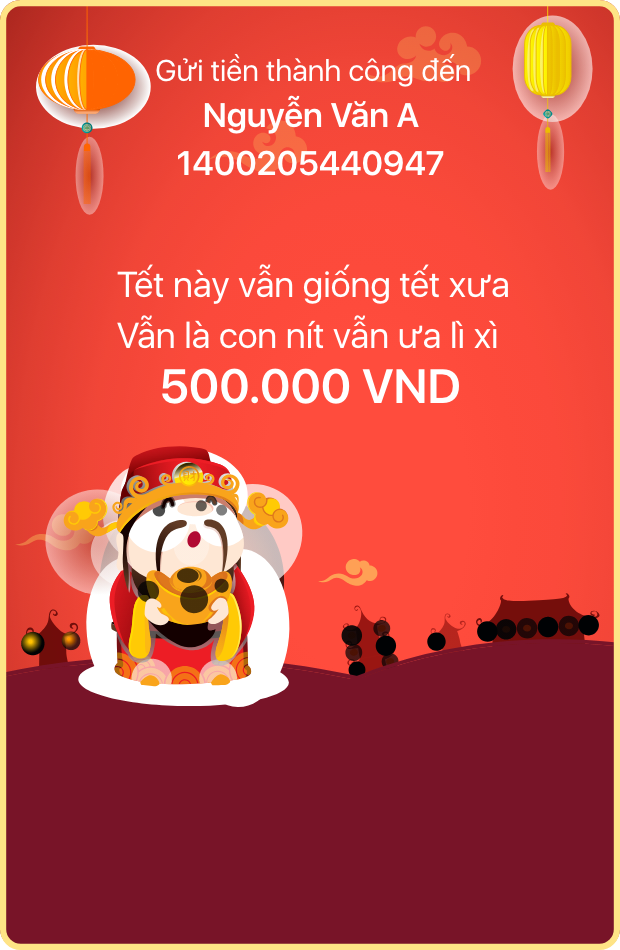 Gửi tiền thành công đến
Nguyễn Văn A
1400205440947
Tết này vẫn giống tết xưa
Vẫn là con nít vẫn ưa lì xì
500.000 VND